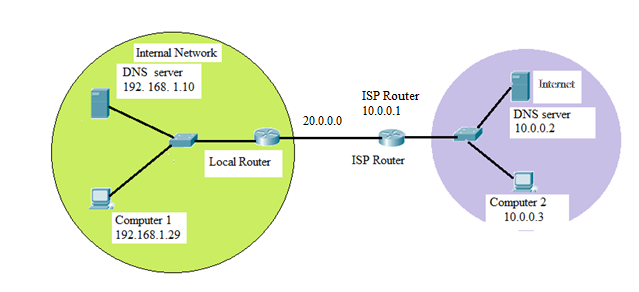 Internal Network
DNS server
192. 168. 1.10
Local Router
Computer 1
192.168.1.29
20.0.0.0
ISP Router
10.0.0.1
ISP Router
Internet
DNS server
10.0.0.2
Computer 2
10.0.0.3